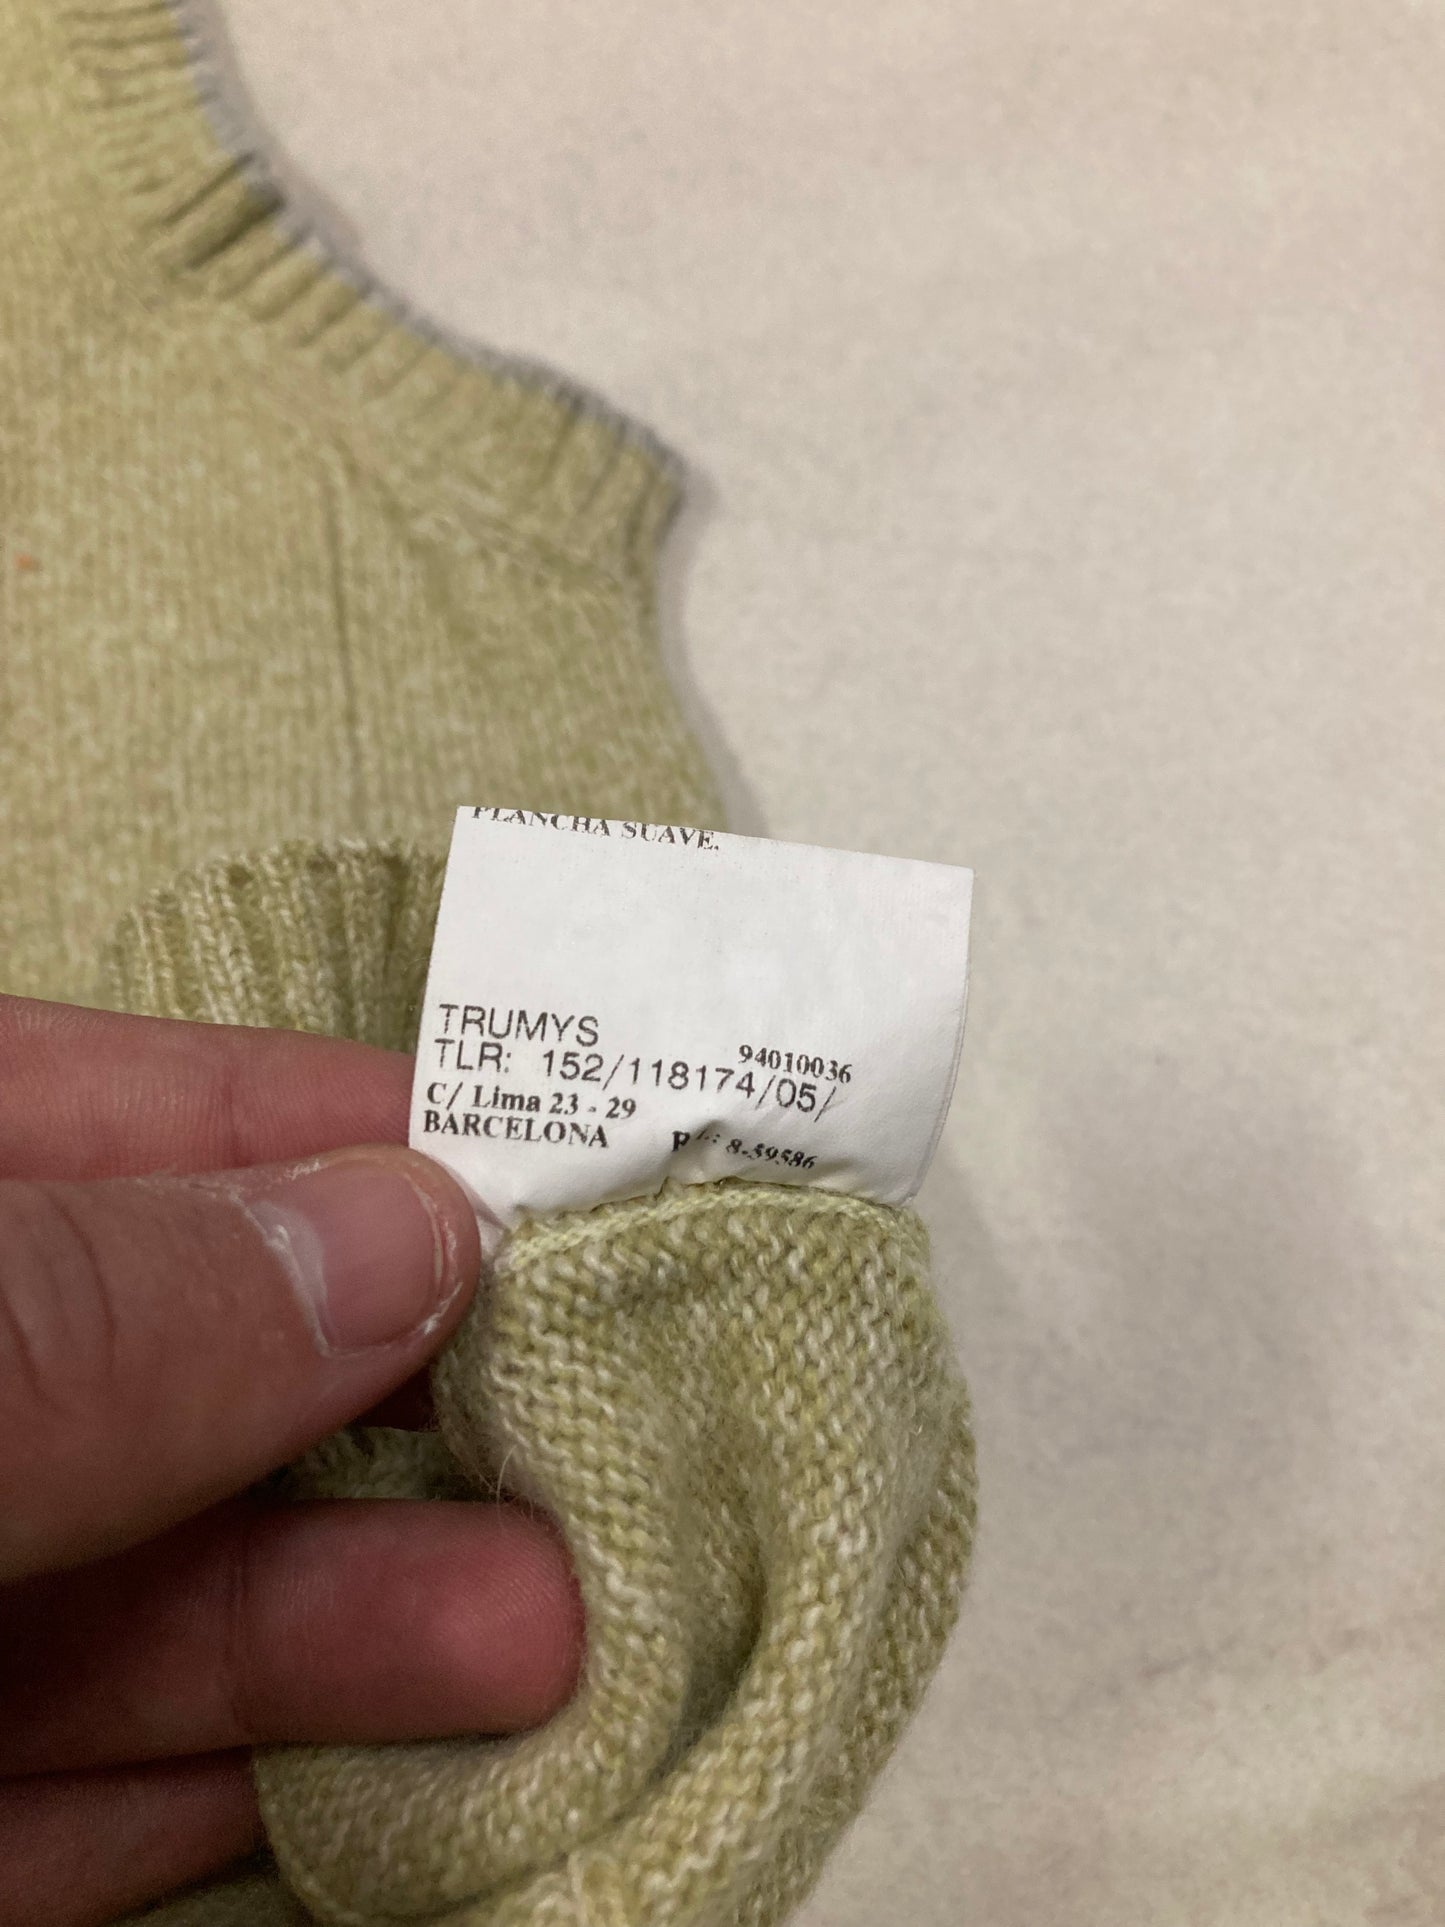 PLANCHA SUAVE.
TRUMYS
94010036
TLR: 152/118174/05/
C/ Lima 23 - 29
BARCELONA 8-59586